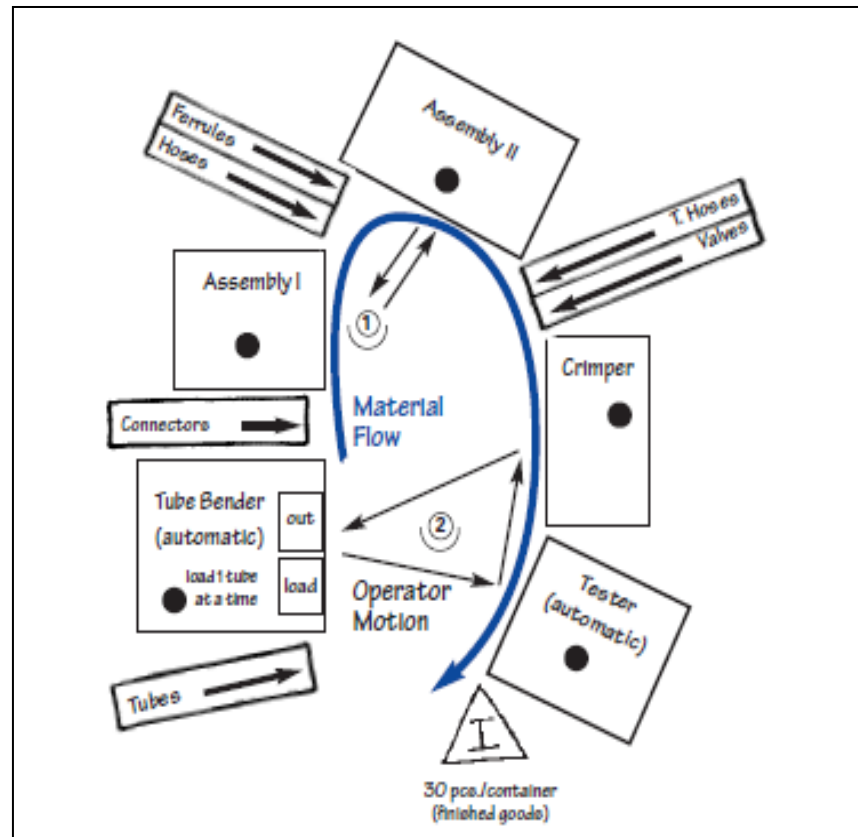 Ferrules
Hoses
Assembly II
T. Hoses
Valves
Assembly I
1
Crimper
Connectors
Material
Flow
Tube Bender
(automatic)
out
load 1 tube
at a time
load
2
Operator
Motion
Tester
(automatic)
Tubes
I
30 pcs./container
(finished goods)